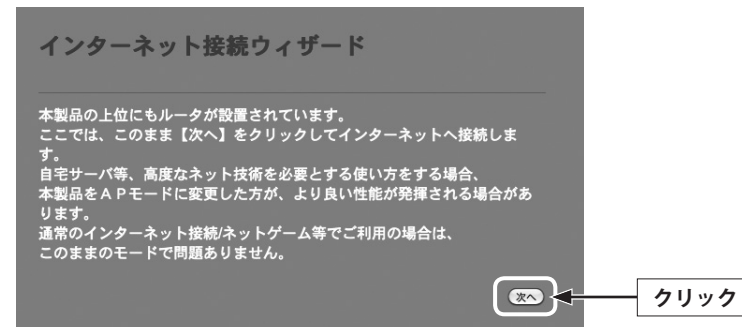 インターネット接続ウィザード
本製品の上位にもルータが設置されています。
ここでは、このまま【次へ】をクリックしてインターネットへ接続しま
す。
自宅サーバ等、高度なネット技術を必要とする使い方をする場合、
本製品をAPモードに変更した方が、より良い性能が発揮される場合があ
ります。
通常のインターネット接続/ネットゲーム等でご利用の場合は、
このままのモードで問題ありません。
次へ
クリック